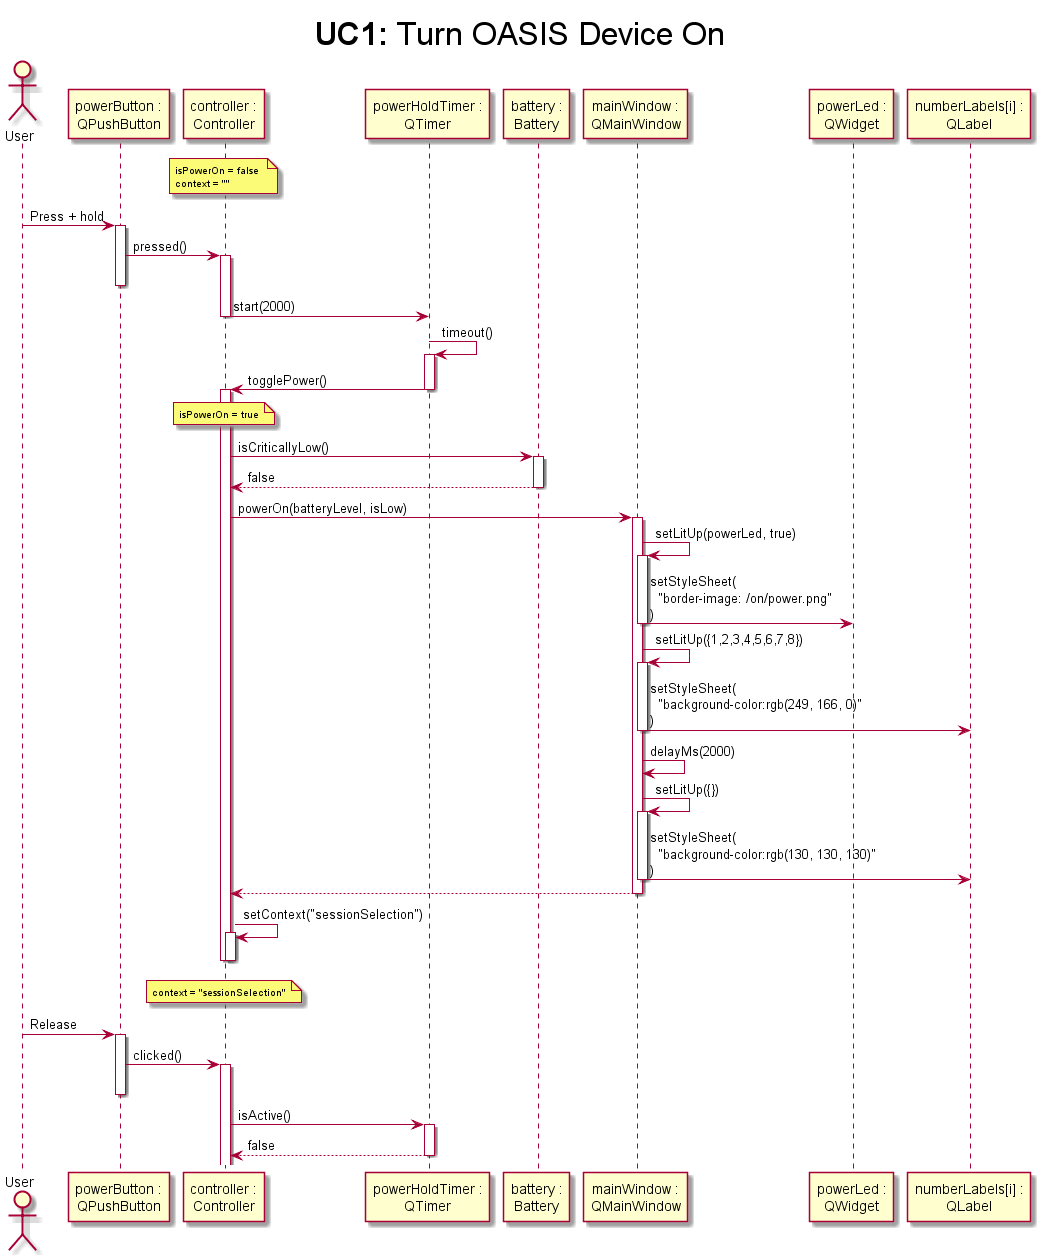 UC1: Turn OASIS Device On
User
powerButton :
QPushButton
controller :
Controller
powerHoldTimer :
QTimer
battery :
Battery
mainWindow :
QMainWindow
powerLed :
QWidget
numberLabels[i] :
QLabel
isPowerOn = false
context = ""
Press + hold
pressed()
start(2000)
timeout()
togglePower()
isPowerOn = true
isCriticallyLow()
false
powerOn(batteryLevel, isLow)
setLitUp(powerLed, true)
setStyleSheet(
"border-image: /on/power.png"
)
setLitUp({1,2,3,4,5,6,7,8})
setStyleSheet(
"background-color:rgb(249, 166, 0)"
)
delayMs(2000)
setLitUp({})
setStyleSheet(
"background-color:rgb(130, 130, 130)"
)
setContext("sessionSelection")
context = "sessionSelection"
Release
clicked()
isActive()
false
User
powerButton :
QPushButton
controller :
Controller
powerHoldTimer :
QTimer
battery :
Battery
mainWindow :
QMainWindow
powerLed :
QWidget
numberLabels[i] :
QLabel